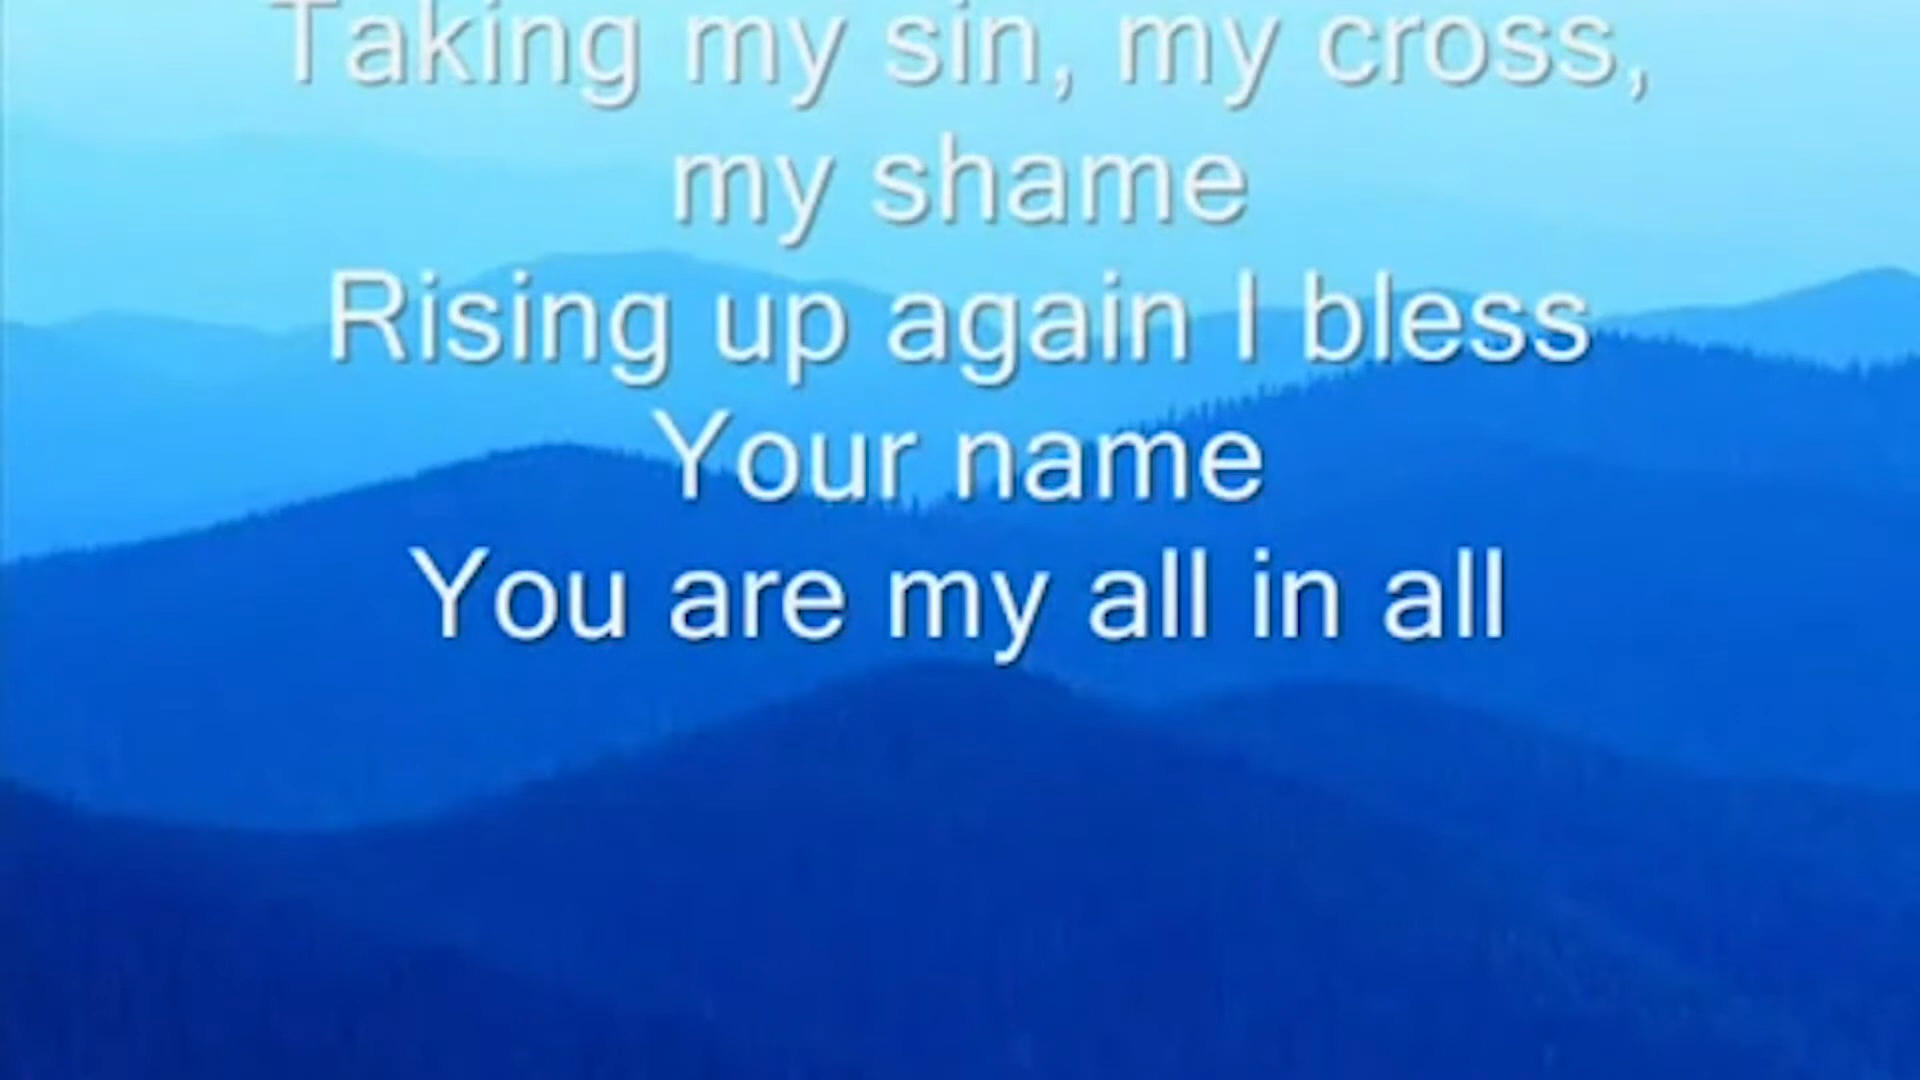 Taking my sin, my cross,
my shame
Rising up again I bless
Your name
You are my all in all